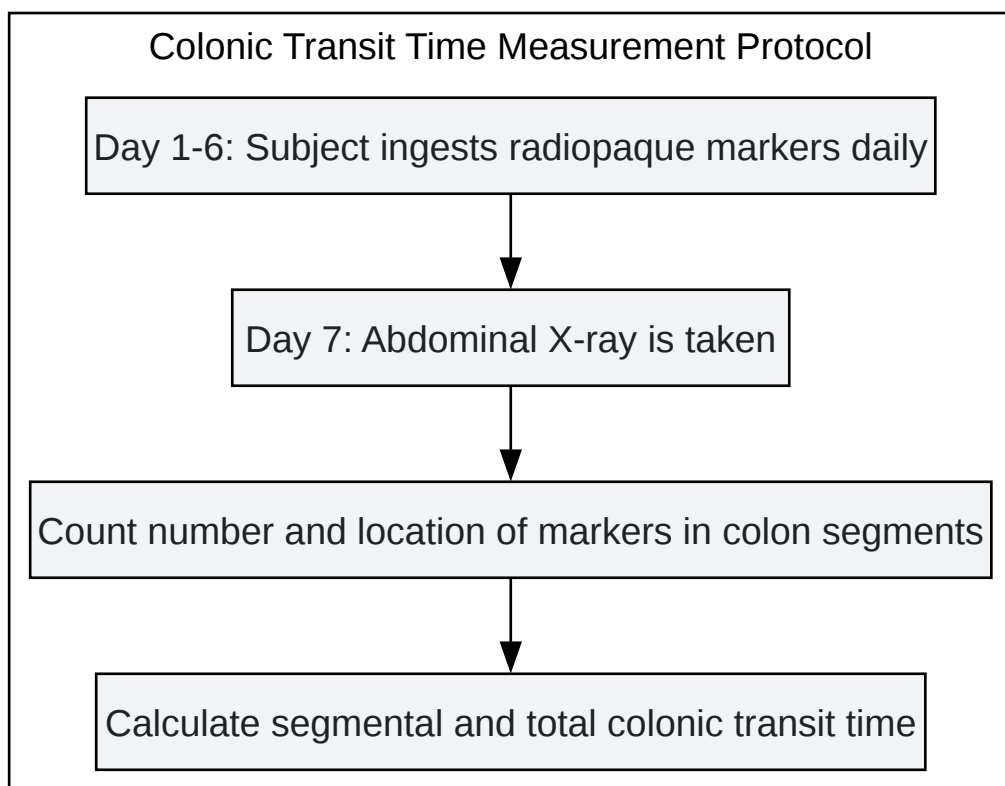 Colonic Transit Time Measurement Protocol
Day 1-6: Subject ingests radiopaque markers daily
Day 7: Abdominal X-ray is taken
Count number and location of markers in colon segments
Calculate segmental and total colonic transit time